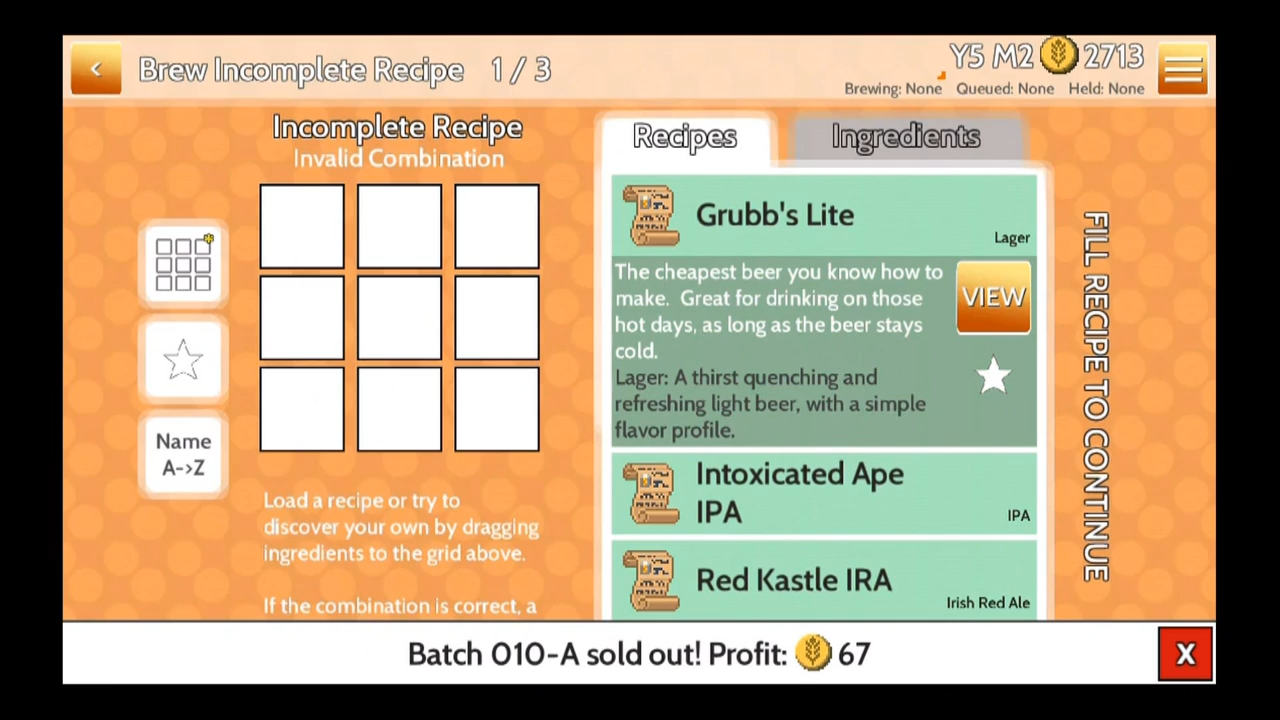 < Brew Incomplete Recipe 1 / 3
Y5 M2 2713
Brewing: None Queued: None Held: None
Incomplete Recipe
Invalid Combination
Name
A->Z
Load a recipe or try to
discover your own by dragging
ingredients to the grid above.
If the combination is correct, a
Recipes
Ingredients
Grubb's Lite
Lager
The cheapest beer you know how to
make. Great for drinking on those
hot days, as long as the beer stays
cold.
Lager: A thirst quenching and
refreshing light beer, with a simple
flavor profile.
VIEW
Intoxicated Ape
IPA
IPA
Red Kastle IRA
Irish Red Ale
FILL RECIPE TO CONTINUE
Batch 010-A sold out! Profit: 67
X